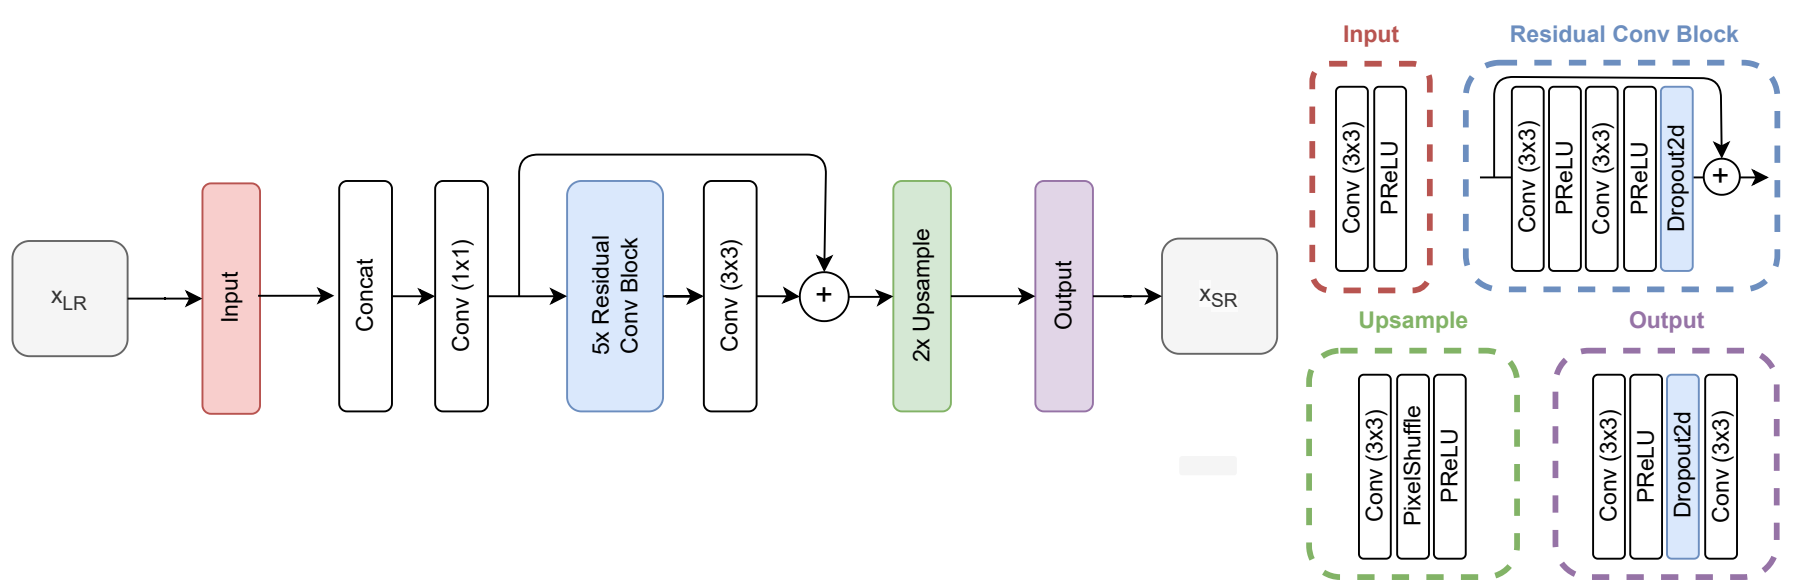 x_LR
Input
Concat
Conv (1x1)
5x Residual
Conv Block
Conv (3x3)
+
2x Upsample
Output
x_SR
Input
Conv (3x3)
PReLU
Residual Conv Block
Conv (3x3)
PReLU
Conv (3x3)
PReLU
Dropout2d
+
Upsample
Conv (3x3)
PixelShuffle
PReLU
Output
Conv (3x3)
PReLU
Dropout2d
Conv (3x3)